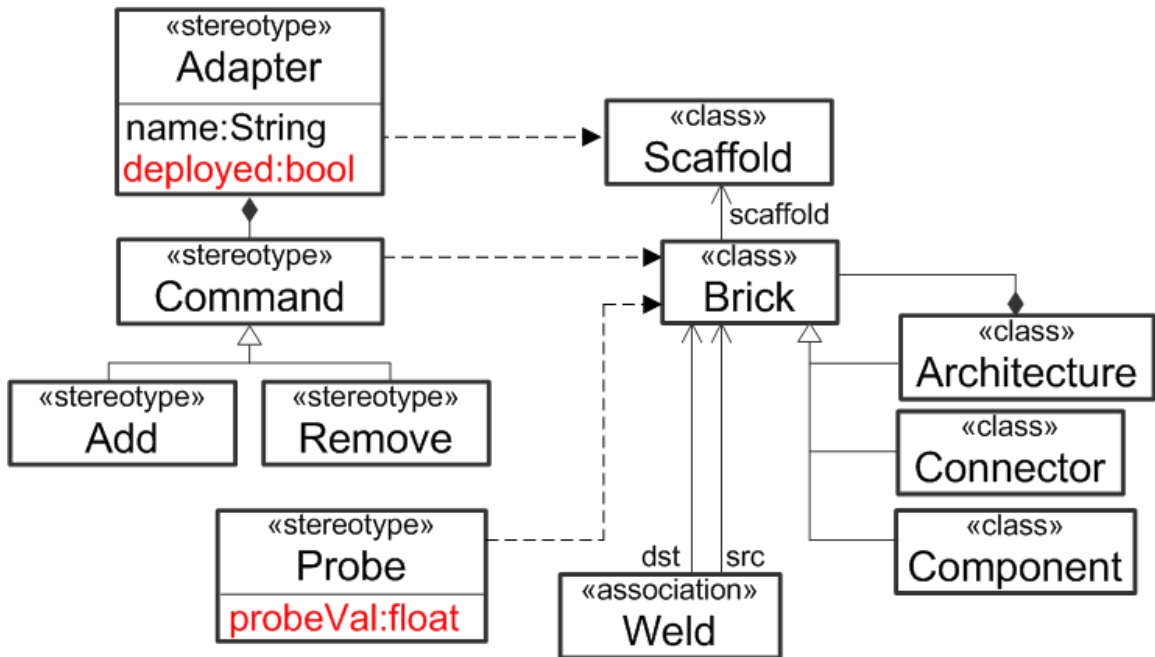 «stereotype»
Adapter
name:String
deployed:bool
«class»
Scaffold
scaffold
«stereotype»
Command
«class»
Brick
«class»
Architecture
«stereotype»
Add
«stereotype»
Remove
«class»
Connector
«stereotype»
Probe
probeVal:float
«class»
Component
dst
src
«association»
Weld